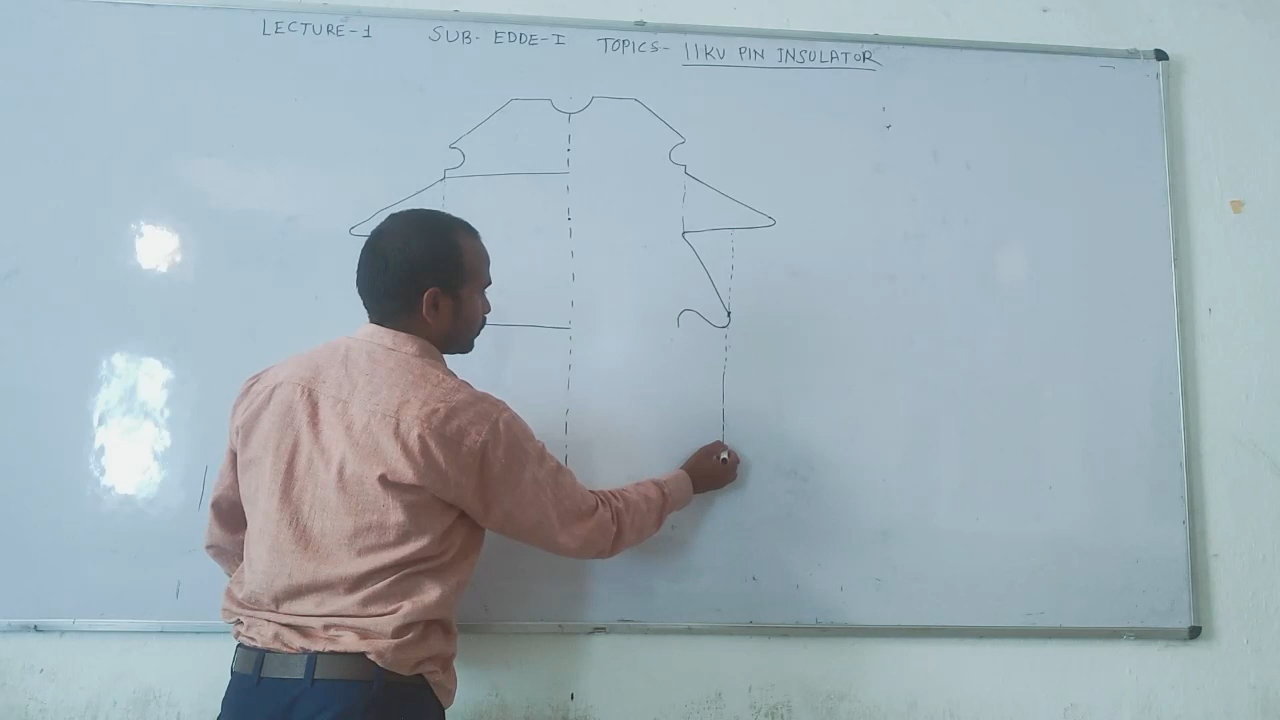 LECTURE-1 SUB- EDDE-I TOPICS- 11KV PIN INSULATOR